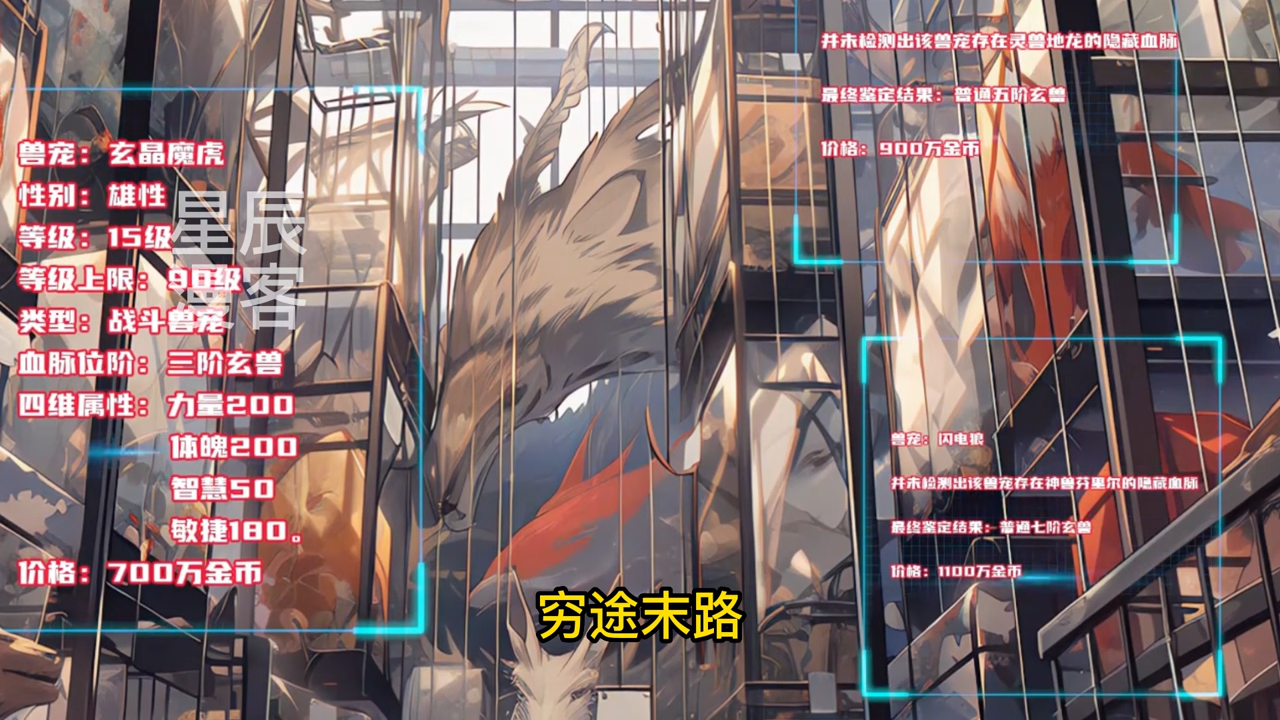 兽宠：玄晶魔虎
性别：雄性
等级：15级
等级上限：90级
类型：战斗兽宠
血脉位阶：三阶玄兽
四维属性：力量200
体魄200
智慧50
敏捷180。
价格：700万金币
星辰
漫客
并未检测出该兽宠存在灵兽地龙的隐藏血脉
最终鉴定结果：普通五阶玄兽
价格：900万金币
兽宠：闪电狼
并未检测出该兽宠存在神兽芬里尔的隐藏血脉
最终鉴定结果：普通七阶玄兽
价格：1100万金币
穷途末路